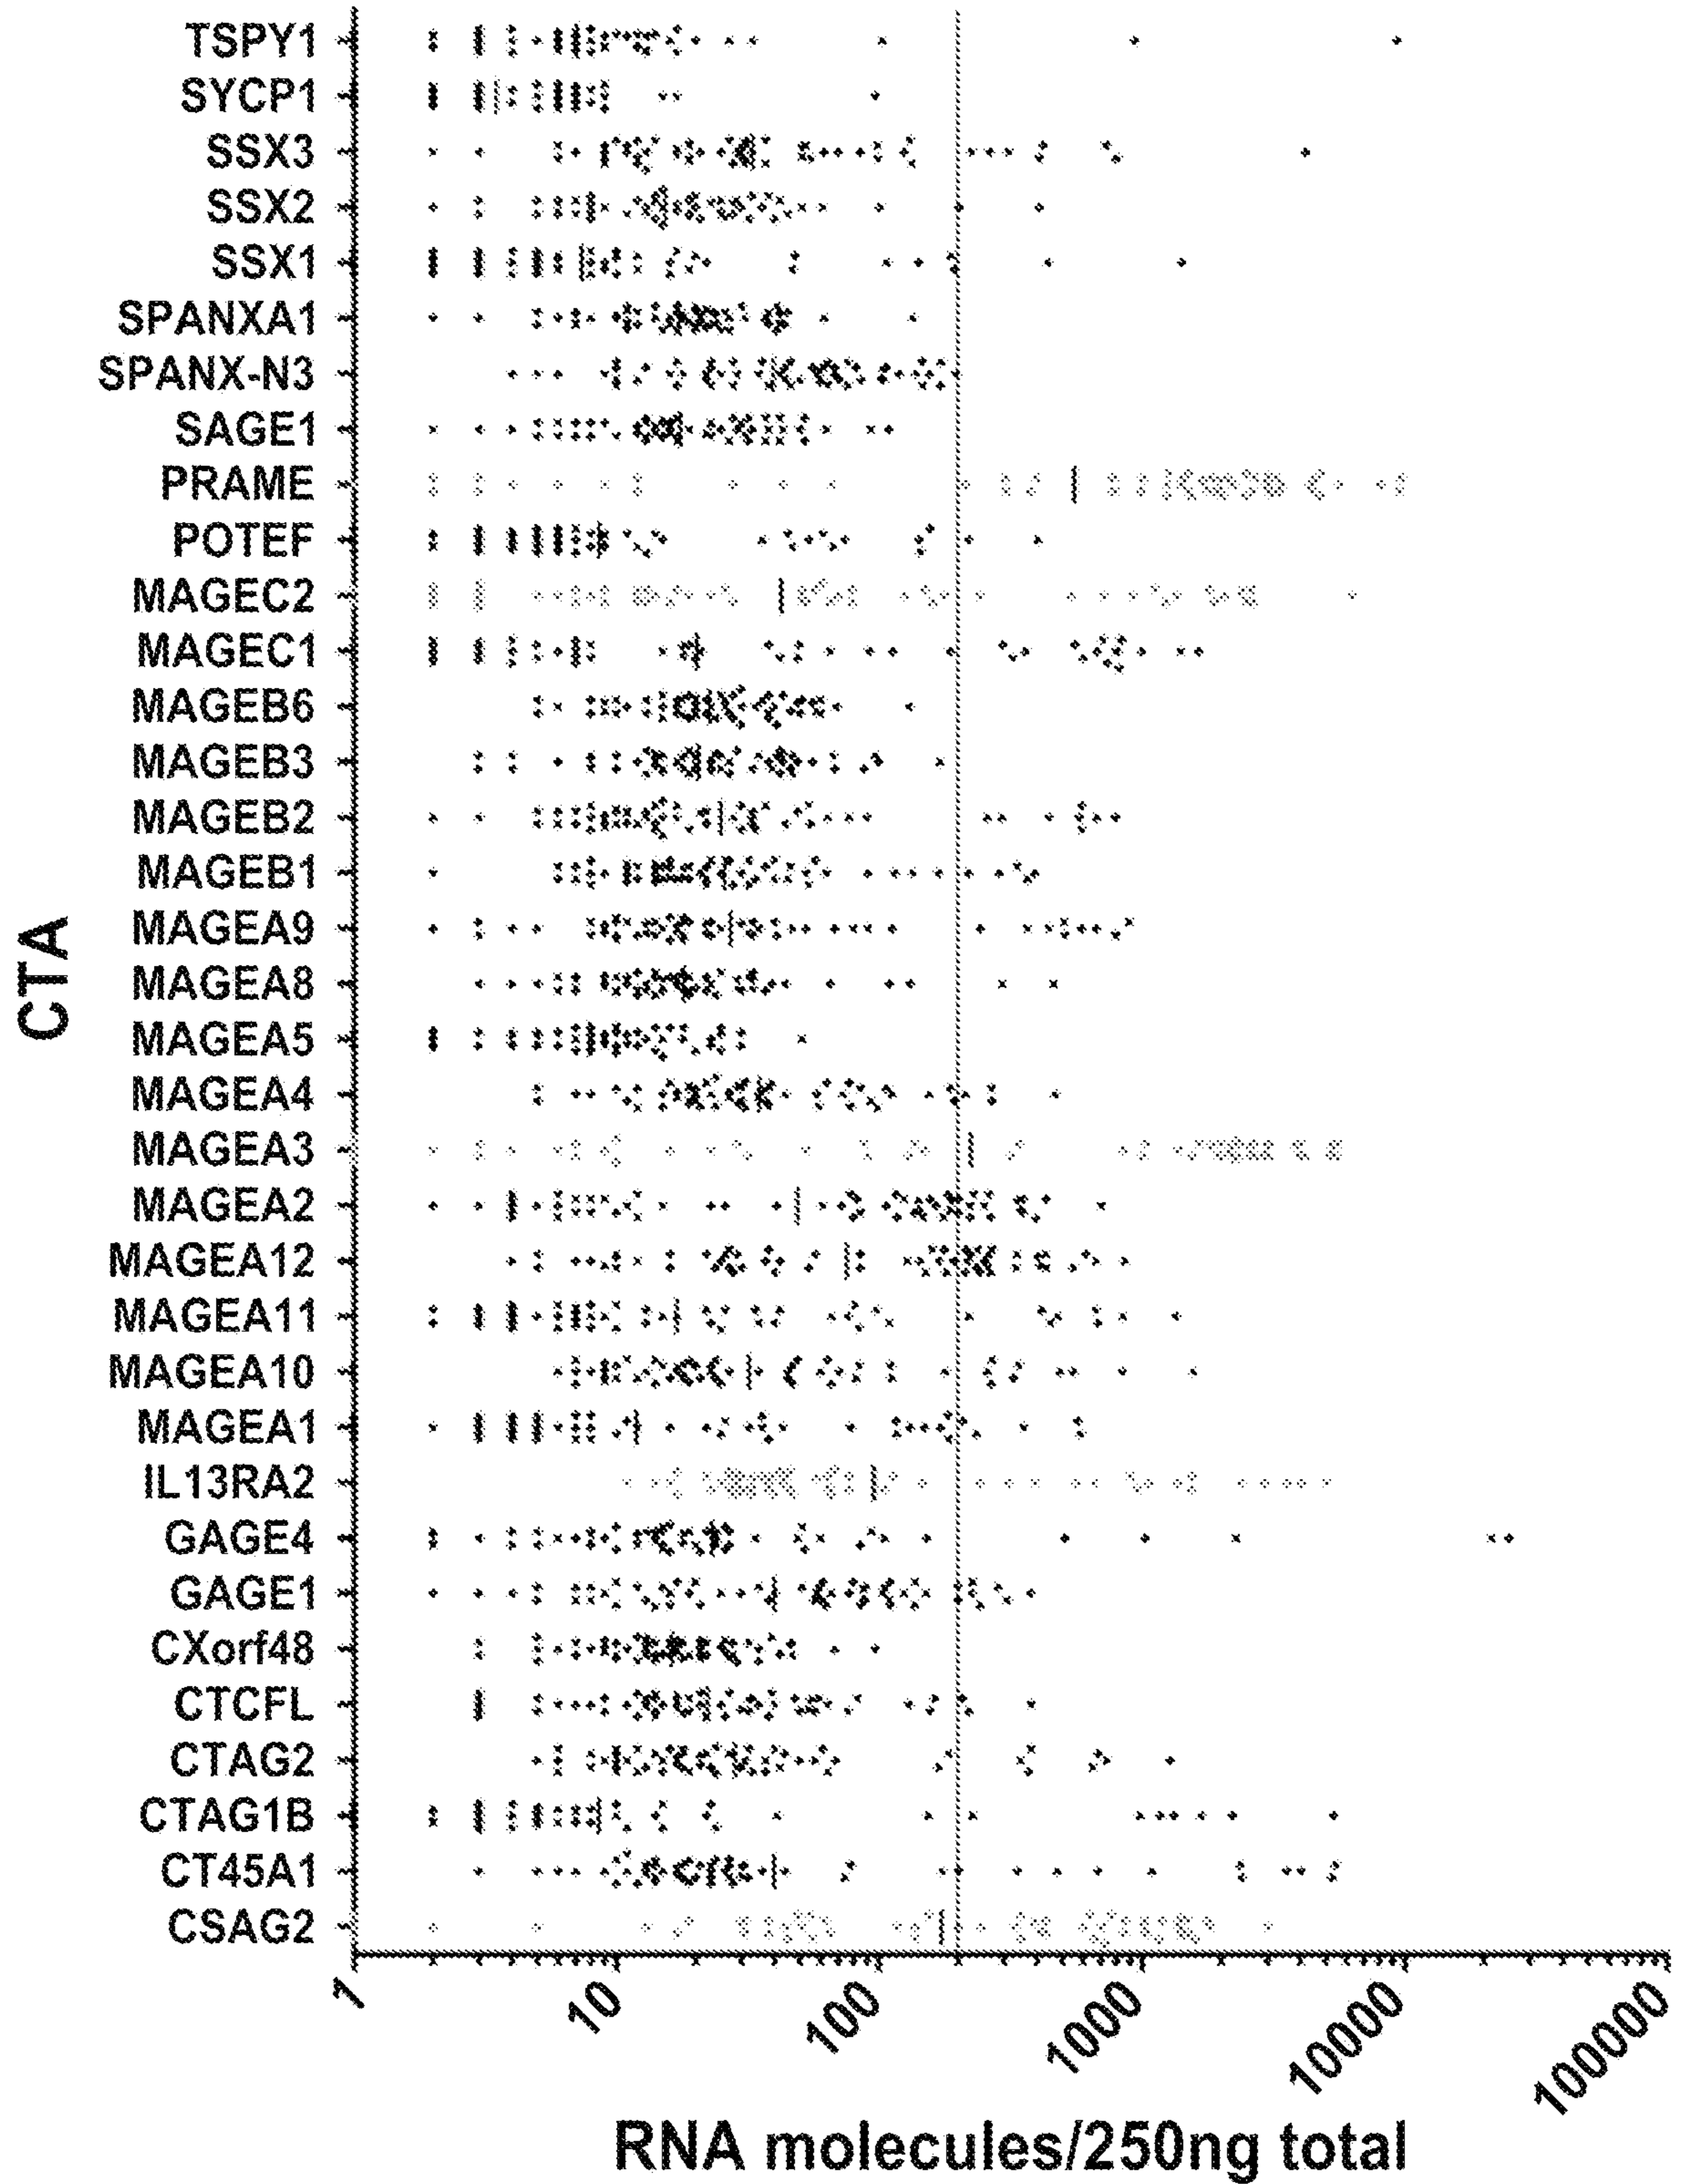 TSPY1
SYCP1
SSX3
SSX2
SSX1
SPANXA1
SPANX-N3
SAGE1
PRAME
POTEF
MAGEC2
MAGEC1
MAGEB6
MAGEB3
MAGEB2
MAGEB1
MAGEA9
MAGEA8
MAGEA5
MAGEA4
MAGEA3
MAGEA2
MAGEA12
MAGEA11
MAGEA10
MAGEA1
IL13RA2
GAGE4
GAGE1
CXorf48
CTCFL
CTAG2
CTAG1B
CT45A1
CSAG2
CTA
1 10 100 1000 10000 100000
RNA molecules/250ng total